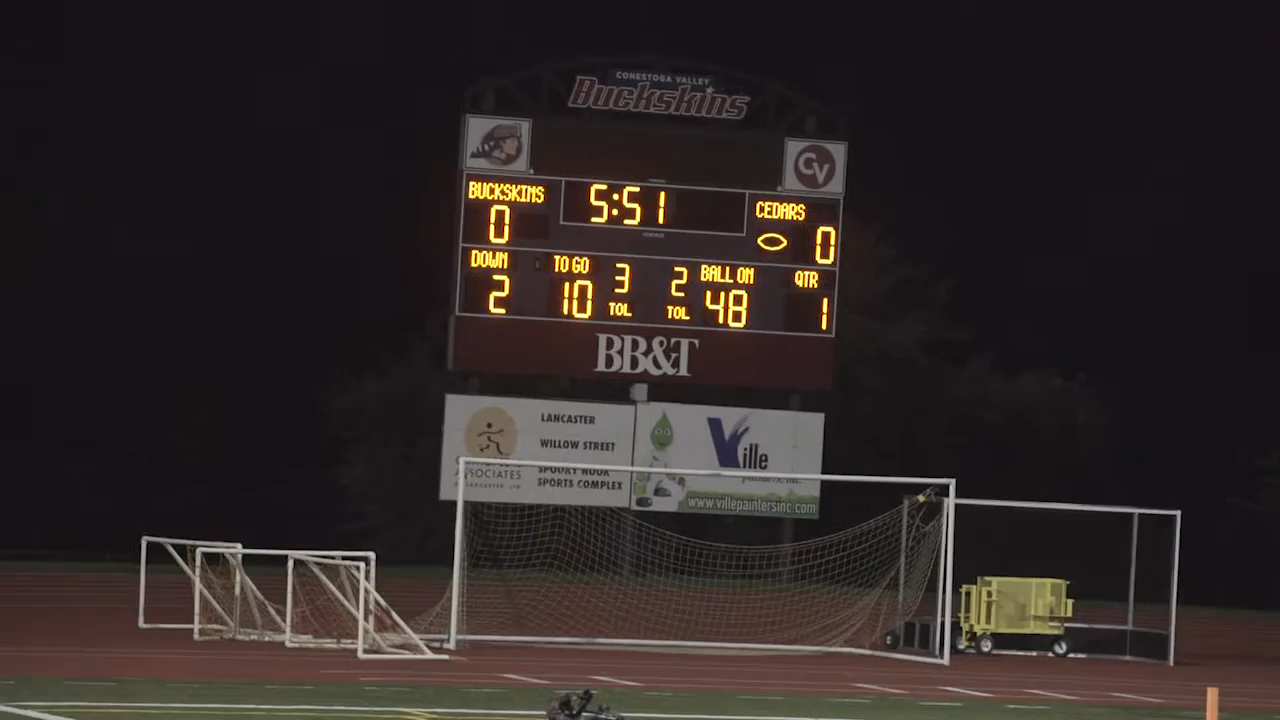 CONESTOGA VALLEY
Buckskins
CV
BUCKSKINS 5:51 CEDARS
0 0
DOWN TO GO 3 2 BALL ON QTR
2 10 TOL TOL 48 1
BB&T
LANCASTER
WILLOW STREET
SPOOKY NOOK
SPORTS COMPLEX
ASSOCIATES
Ville
www.villepaintersinc.com